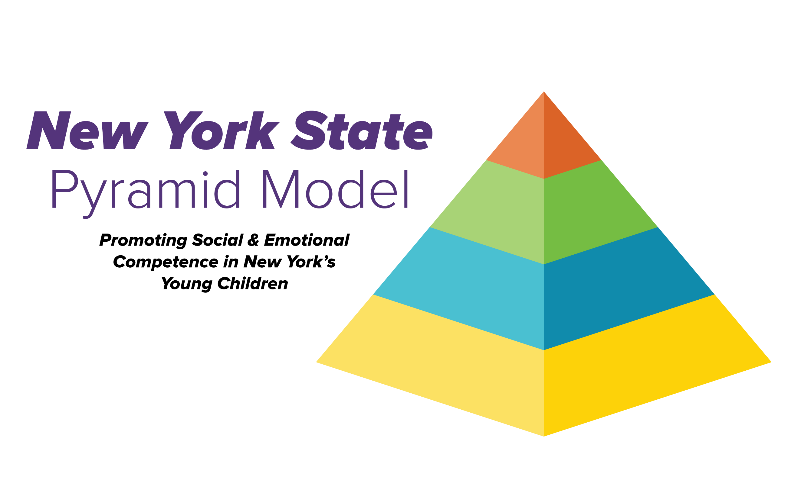 New York State
Pyramid Model
Promoting Social & Emotional
Competence in New York’s
Young Children